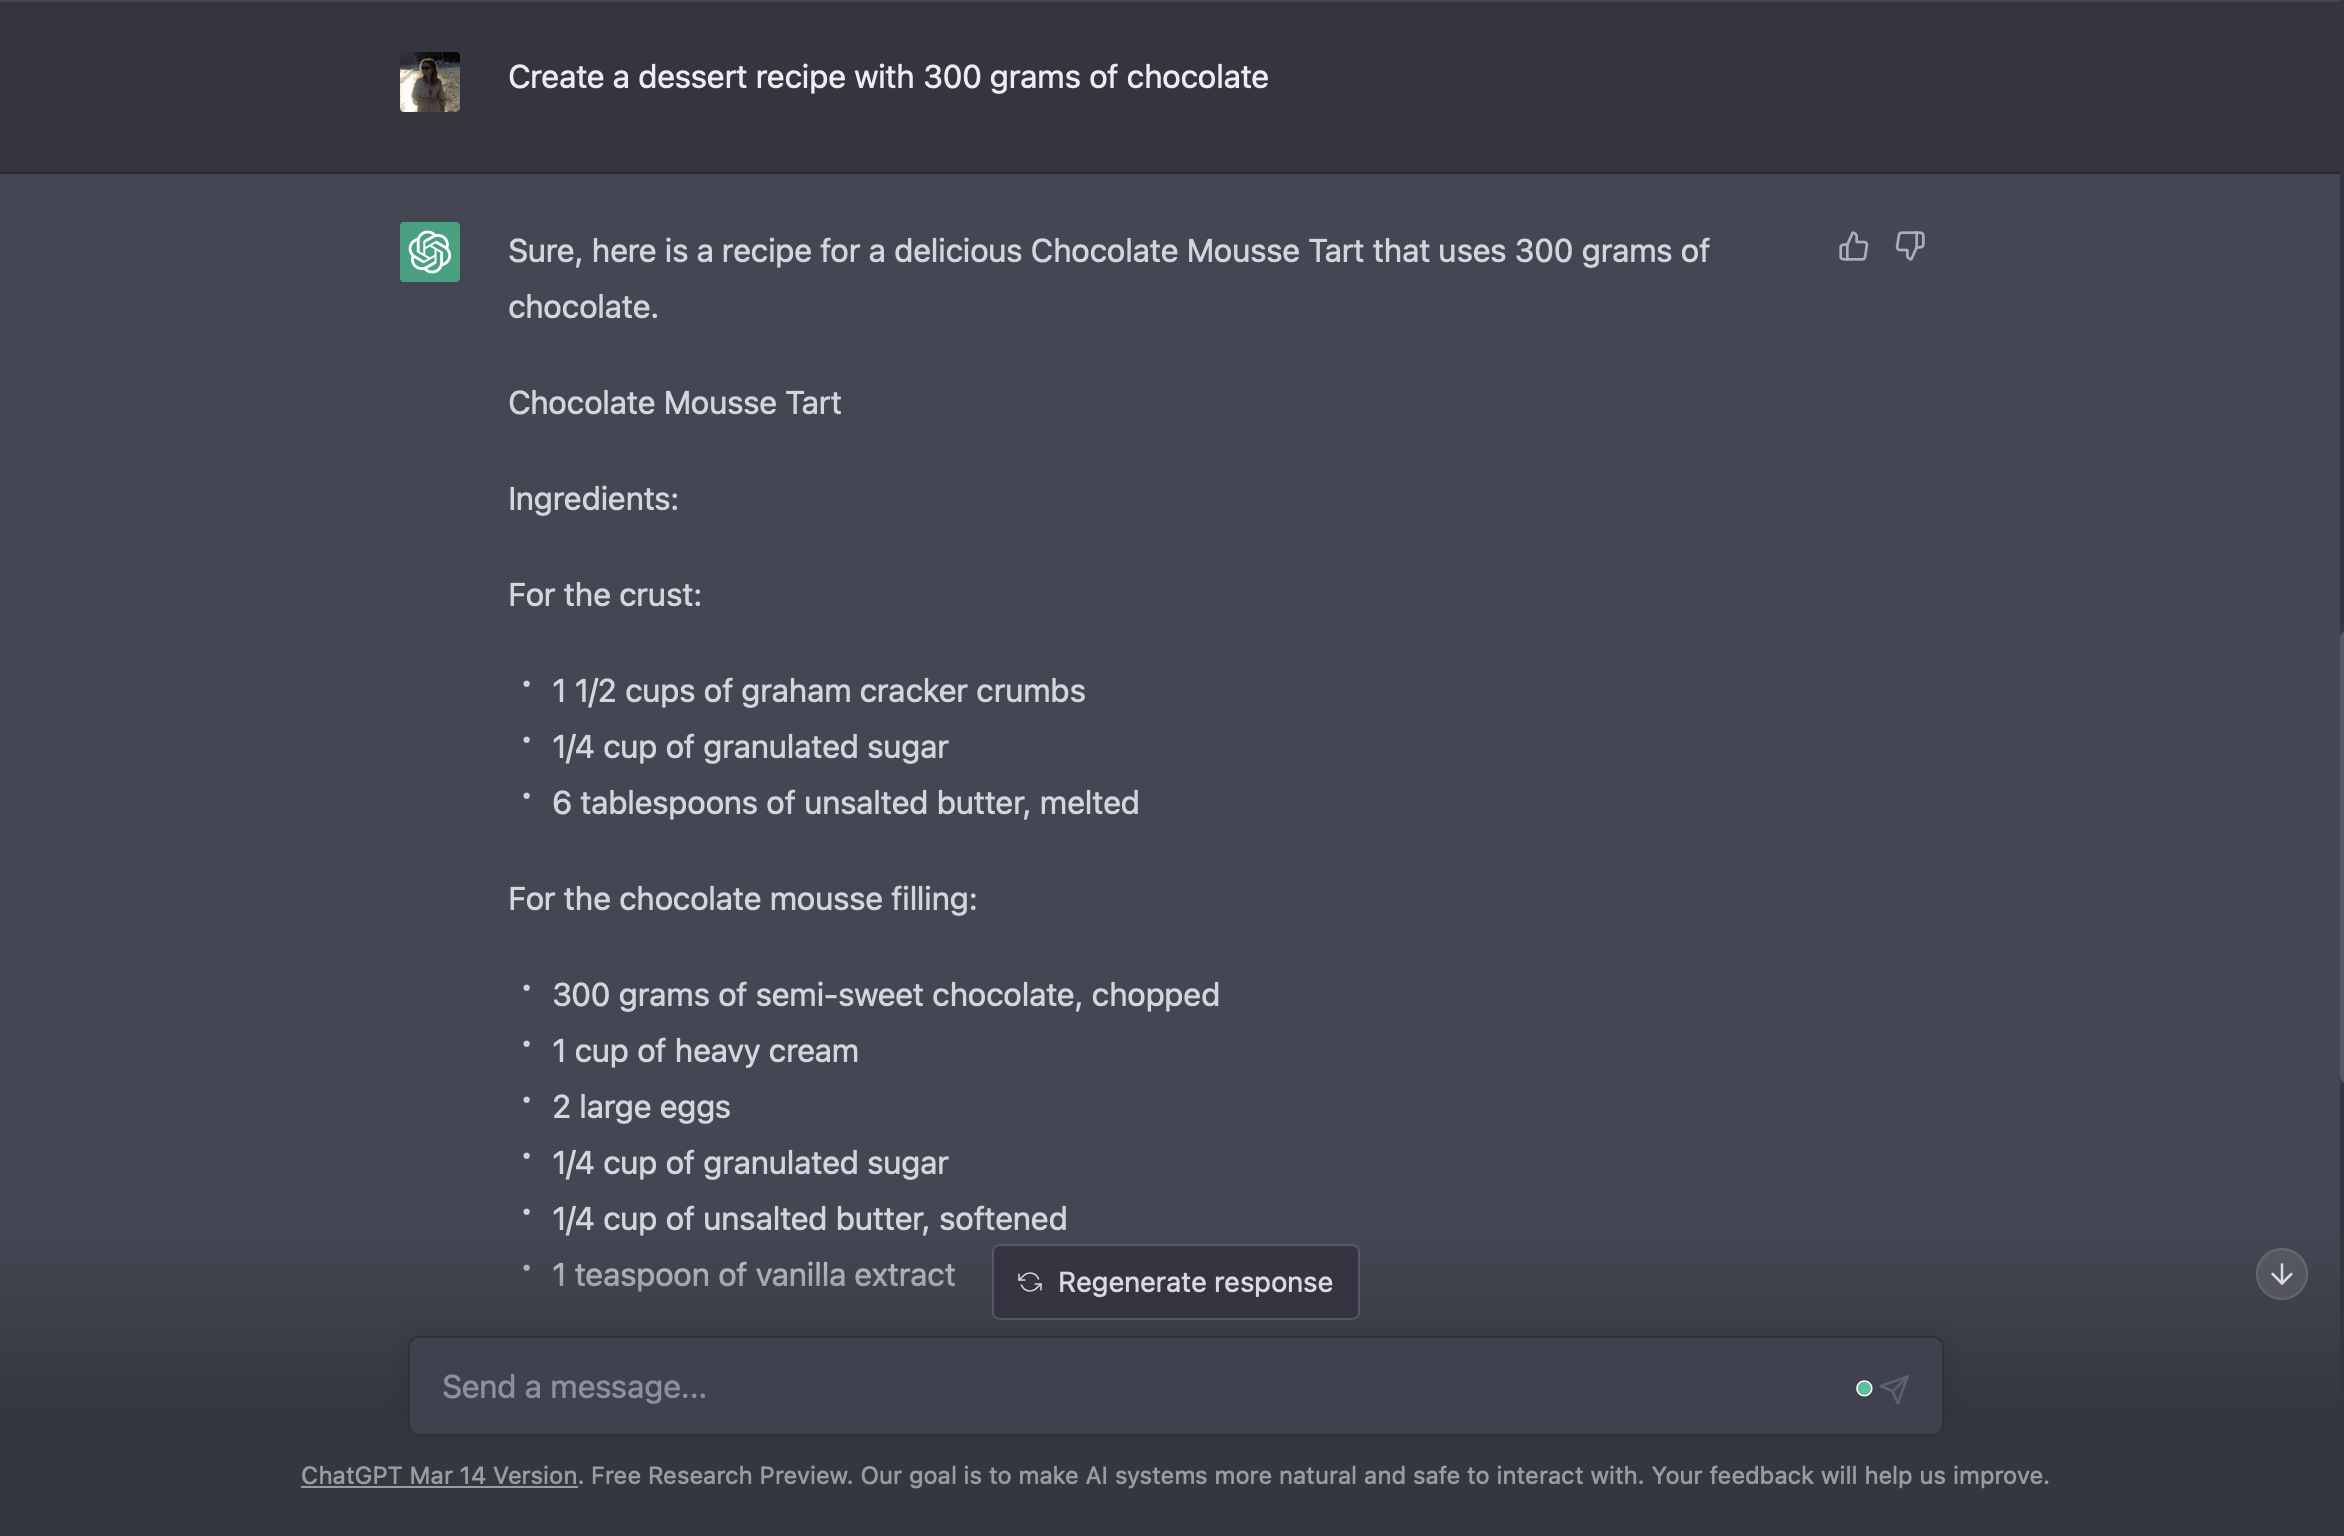 Create a dessert recipe with 300 grams of chocolate
Sure, here is a recipe for a delicious Chocolate Mousse Tart that uses 300 grams of
chocolate.
Chocolate Mousse Tart
Ingredients:
For the crust:
• 1 1/2 cups of graham cracker crumbs
• 1/4 cup of granulated sugar
• 6 tablespoons of unsalted butter, melted
For the chocolate mousse filling:
• 300 grams of semi-sweet chocolate, chopped
• 1 cup of heavy cream
• 2 large eggs
• 1/4 cup of granulated sugar
• 1/4 cup of unsalted butter, softened
• 1 teaspoon of vanilla extract
Regenerate response
Send a message...
ChatGPT Mar 14 Version. Free Research Preview. Our goal is to make AI systems more natural and safe to interact with. Your feedback will help us improve.